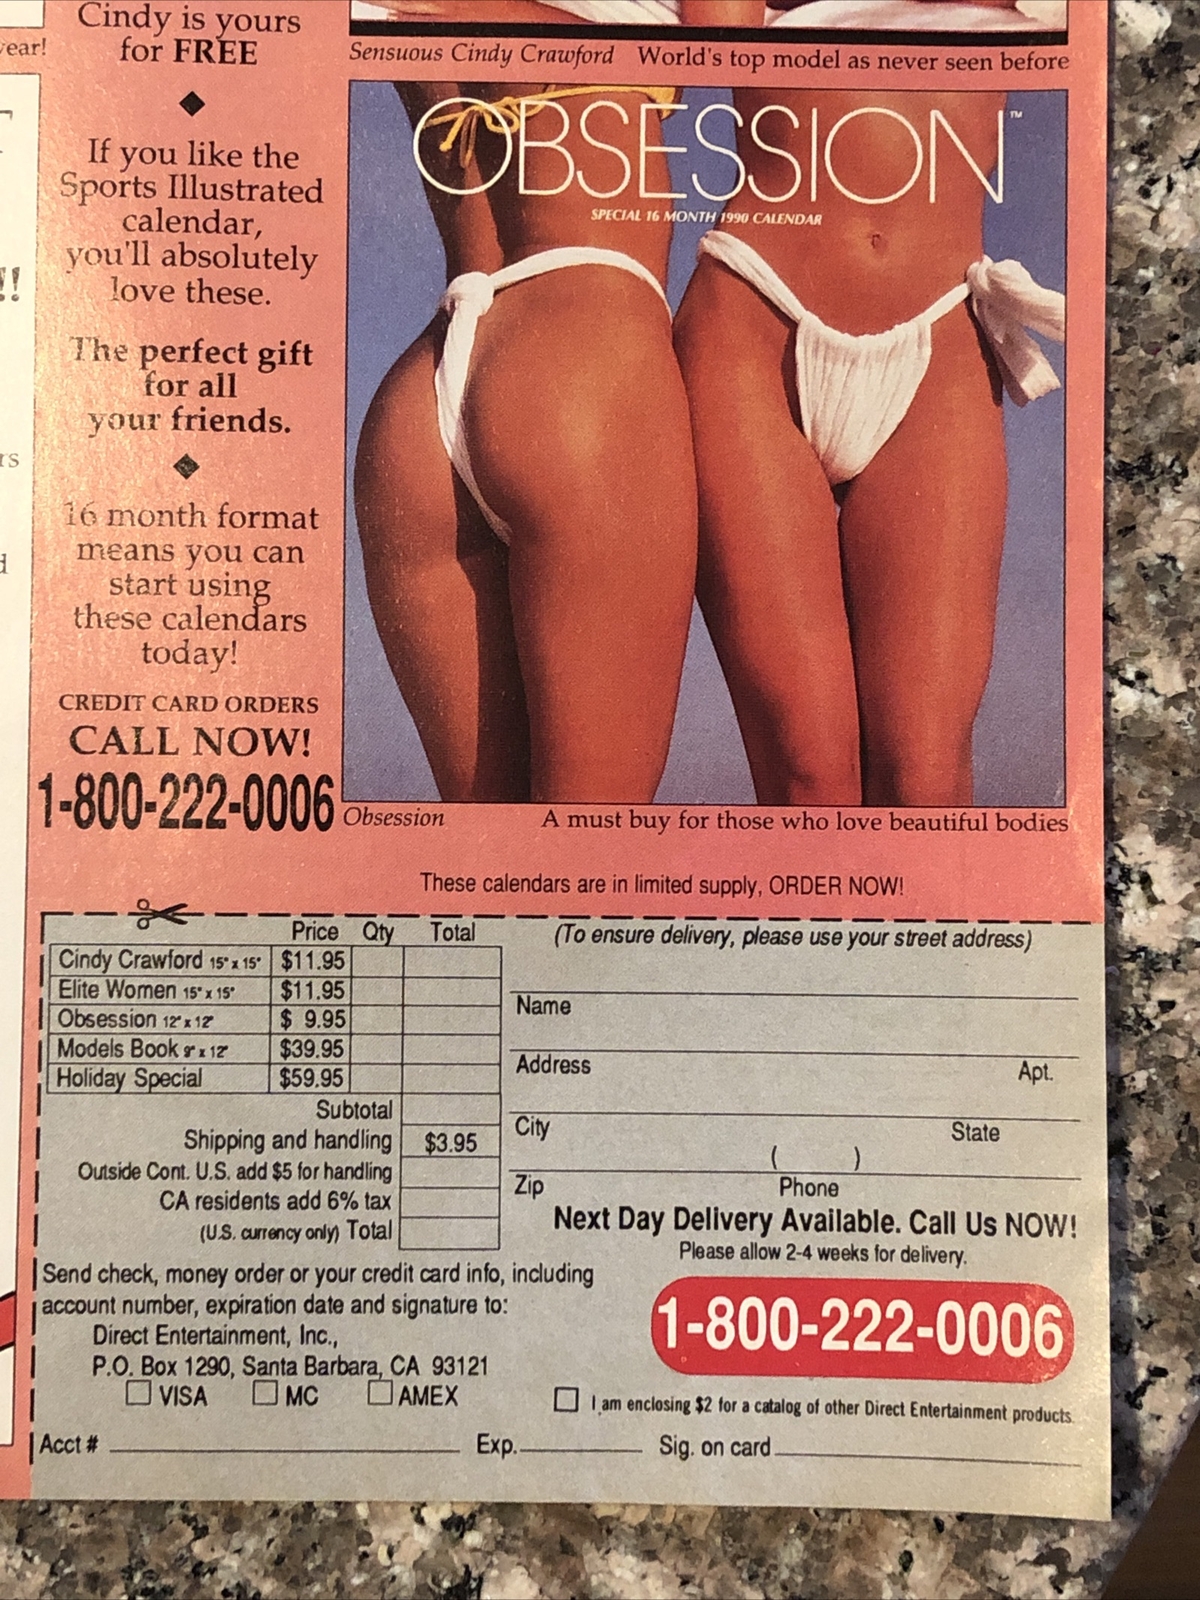 Cindy is yours
for FREE
If you like the
Sports Illustrated
calendar,
you'll absolutely
love these.
The perfect gift
for all
your friends.
16 month format
means you can
start using
these calendars
today!
CREDIT CARD ORDERS
CALL NOW!
1-800-222-0006
year!
!!
Sensuous Cindy Crawford World's top model as never seen before
OBSESSION™
SPECIAL 16 MONTH 1990 CALENDAR
Obsession A must buy for those who love beautiful bodies
These calendars are in limited supply, ORDER NOW!
Price Qty Total
Cindy Crawford 15" x 15" $11.95
Elite Women 15" x 15" $11.95
Obsession 12" x 12" $ 9.95
Models Book 9" x 12" $39.95
Holiday Special $59.95
Subtotal
Shipping and handling $3.95
Outside Cont. U.S. add $5 for handling
CA residents add 6% tax
(U.S. currency only) Total
Send check, money order or your credit card info, including
account number, expiration date and signature to:
Direct Entertainment, Inc.,
P.O. Box 1290, Santa Barbara, CA 93121
VISA MC AMEX
(To ensure delivery, please use your street address)
Name
Address Apt.
City State
Zip ( ) Phone
Next Day Delivery Available. Call Us NOW!
Please allow 2-4 weeks for delivery.
1-800-222-0006
I am enclosing $2 for a catalog of other Direct Entertainment products.
Acct # Exp. Sig. on card